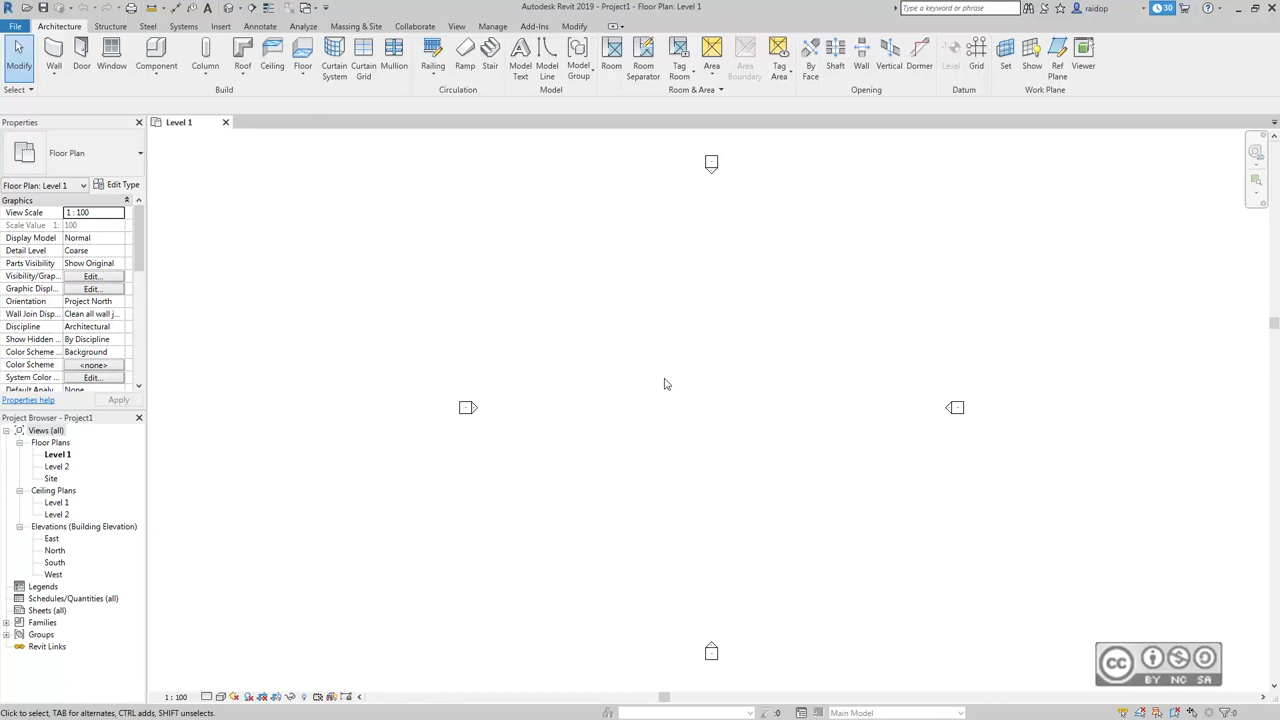 Autodesk Revit 2019 - Floor Plan: Level 1
Type a keyword or phrase
raidop
30
File
Architecture
Structure
Steel
Systems
Insert
Annotate
Analyze
Massing & Site
Collaborate
View
Manage
Add-Ins
Modify
Modify
Wall
Door
Window
Component
Column
Roof
Ceiling
Floor
Curtain System
Curtain Grid
Mullion
Railing
Ramp
Stair
Model Text
Model Line
Model Group
Room
Room Separator
Tag Room
Area
Area Boundary
Tag Area
By Face
Shaft
Wall
Vertical
Dormer
Level
Grid
Set
Show
Ref Plane
Viewer
Select
Build
Circulation
Model
Room & Area
Opening
Datum
Work Plane
Properties
Level 1
Floor Plan
Floor Plan: Level 1
Edit Type
Graphics
View Scale 1 : 100
Scale Value 1: 100
Display Model Normal
Detail Level Coarse
Parts Visibility Show Original
Visibility/Grap... Edit...
Graphic Displ... Edit...
Orientation Project North
Wall Join Disp... Clean all wall j...
Discipline Architectural
Show Hidden ... By Discipline
Color Scheme ... Background
Color Scheme <none>
System Color ... Edit...
Default Analy... None
Properties help
Apply
Project Browser - Project1
Views (all)
Floor Plans
Level 1
Level 2
Site
Ceiling Plans
Level 1
Level 2
Elevations (Building Elevation)
East
North
South
West
Legends
Schedules/Quantities (all)
Sheets (all)
Families
Groups
Revit Links
cc
BY NC SA
1 : 100
Click to select, TAB for alternates, CTRL adds, SHIFT unselects.
:0
Main Model
:0